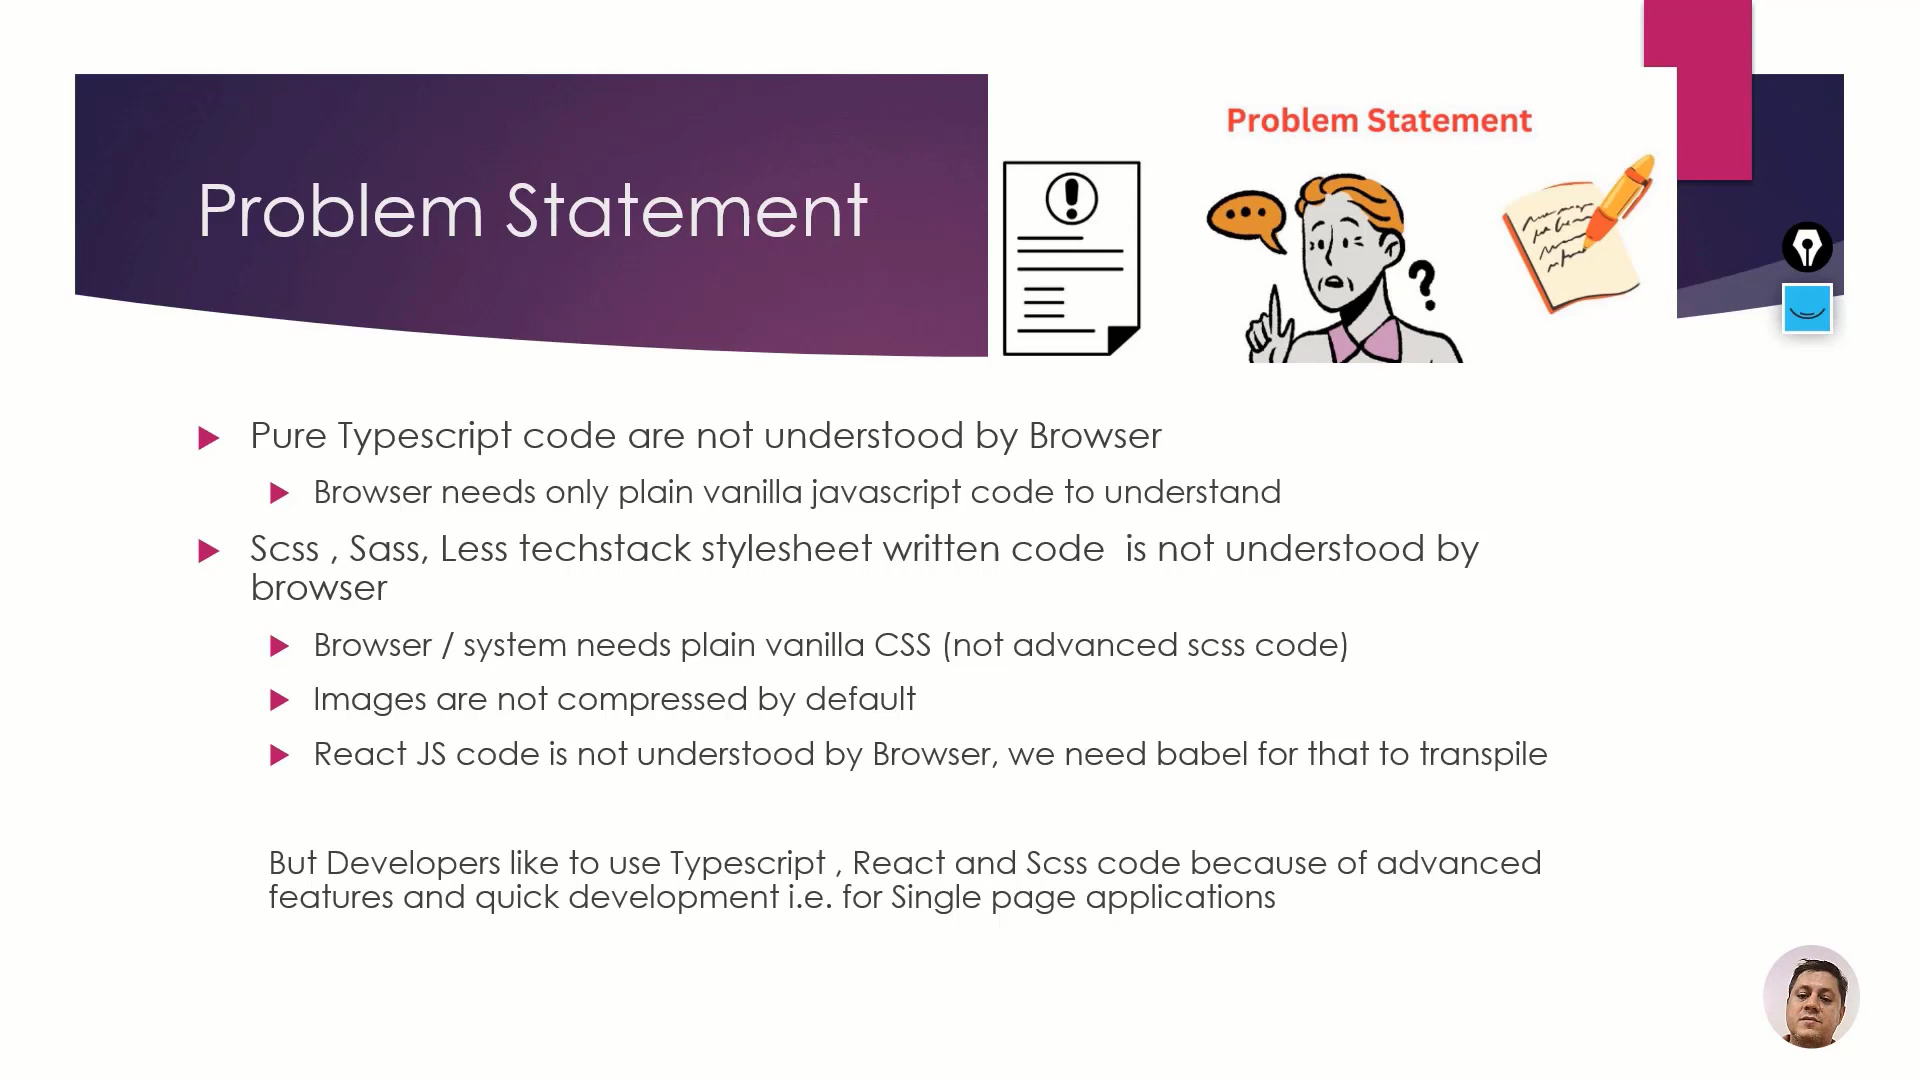 Problem Statement
Problem Statement
Pure Typescript code are not understood by Browser
Browser needs only plain vanilla javascript code to understand
Scss , Sass, Less techstack stylesheet written code  is not understood by
browser
Browser / system needs plain vanilla CSS (not advanced scss code)
Images are not compressed by default
React JS code is not understood by Browser, we need babel for that to transpile
But Developers like to use Typescript , React and Scss code because of advanced
features and quick development i.e. for Single page applications